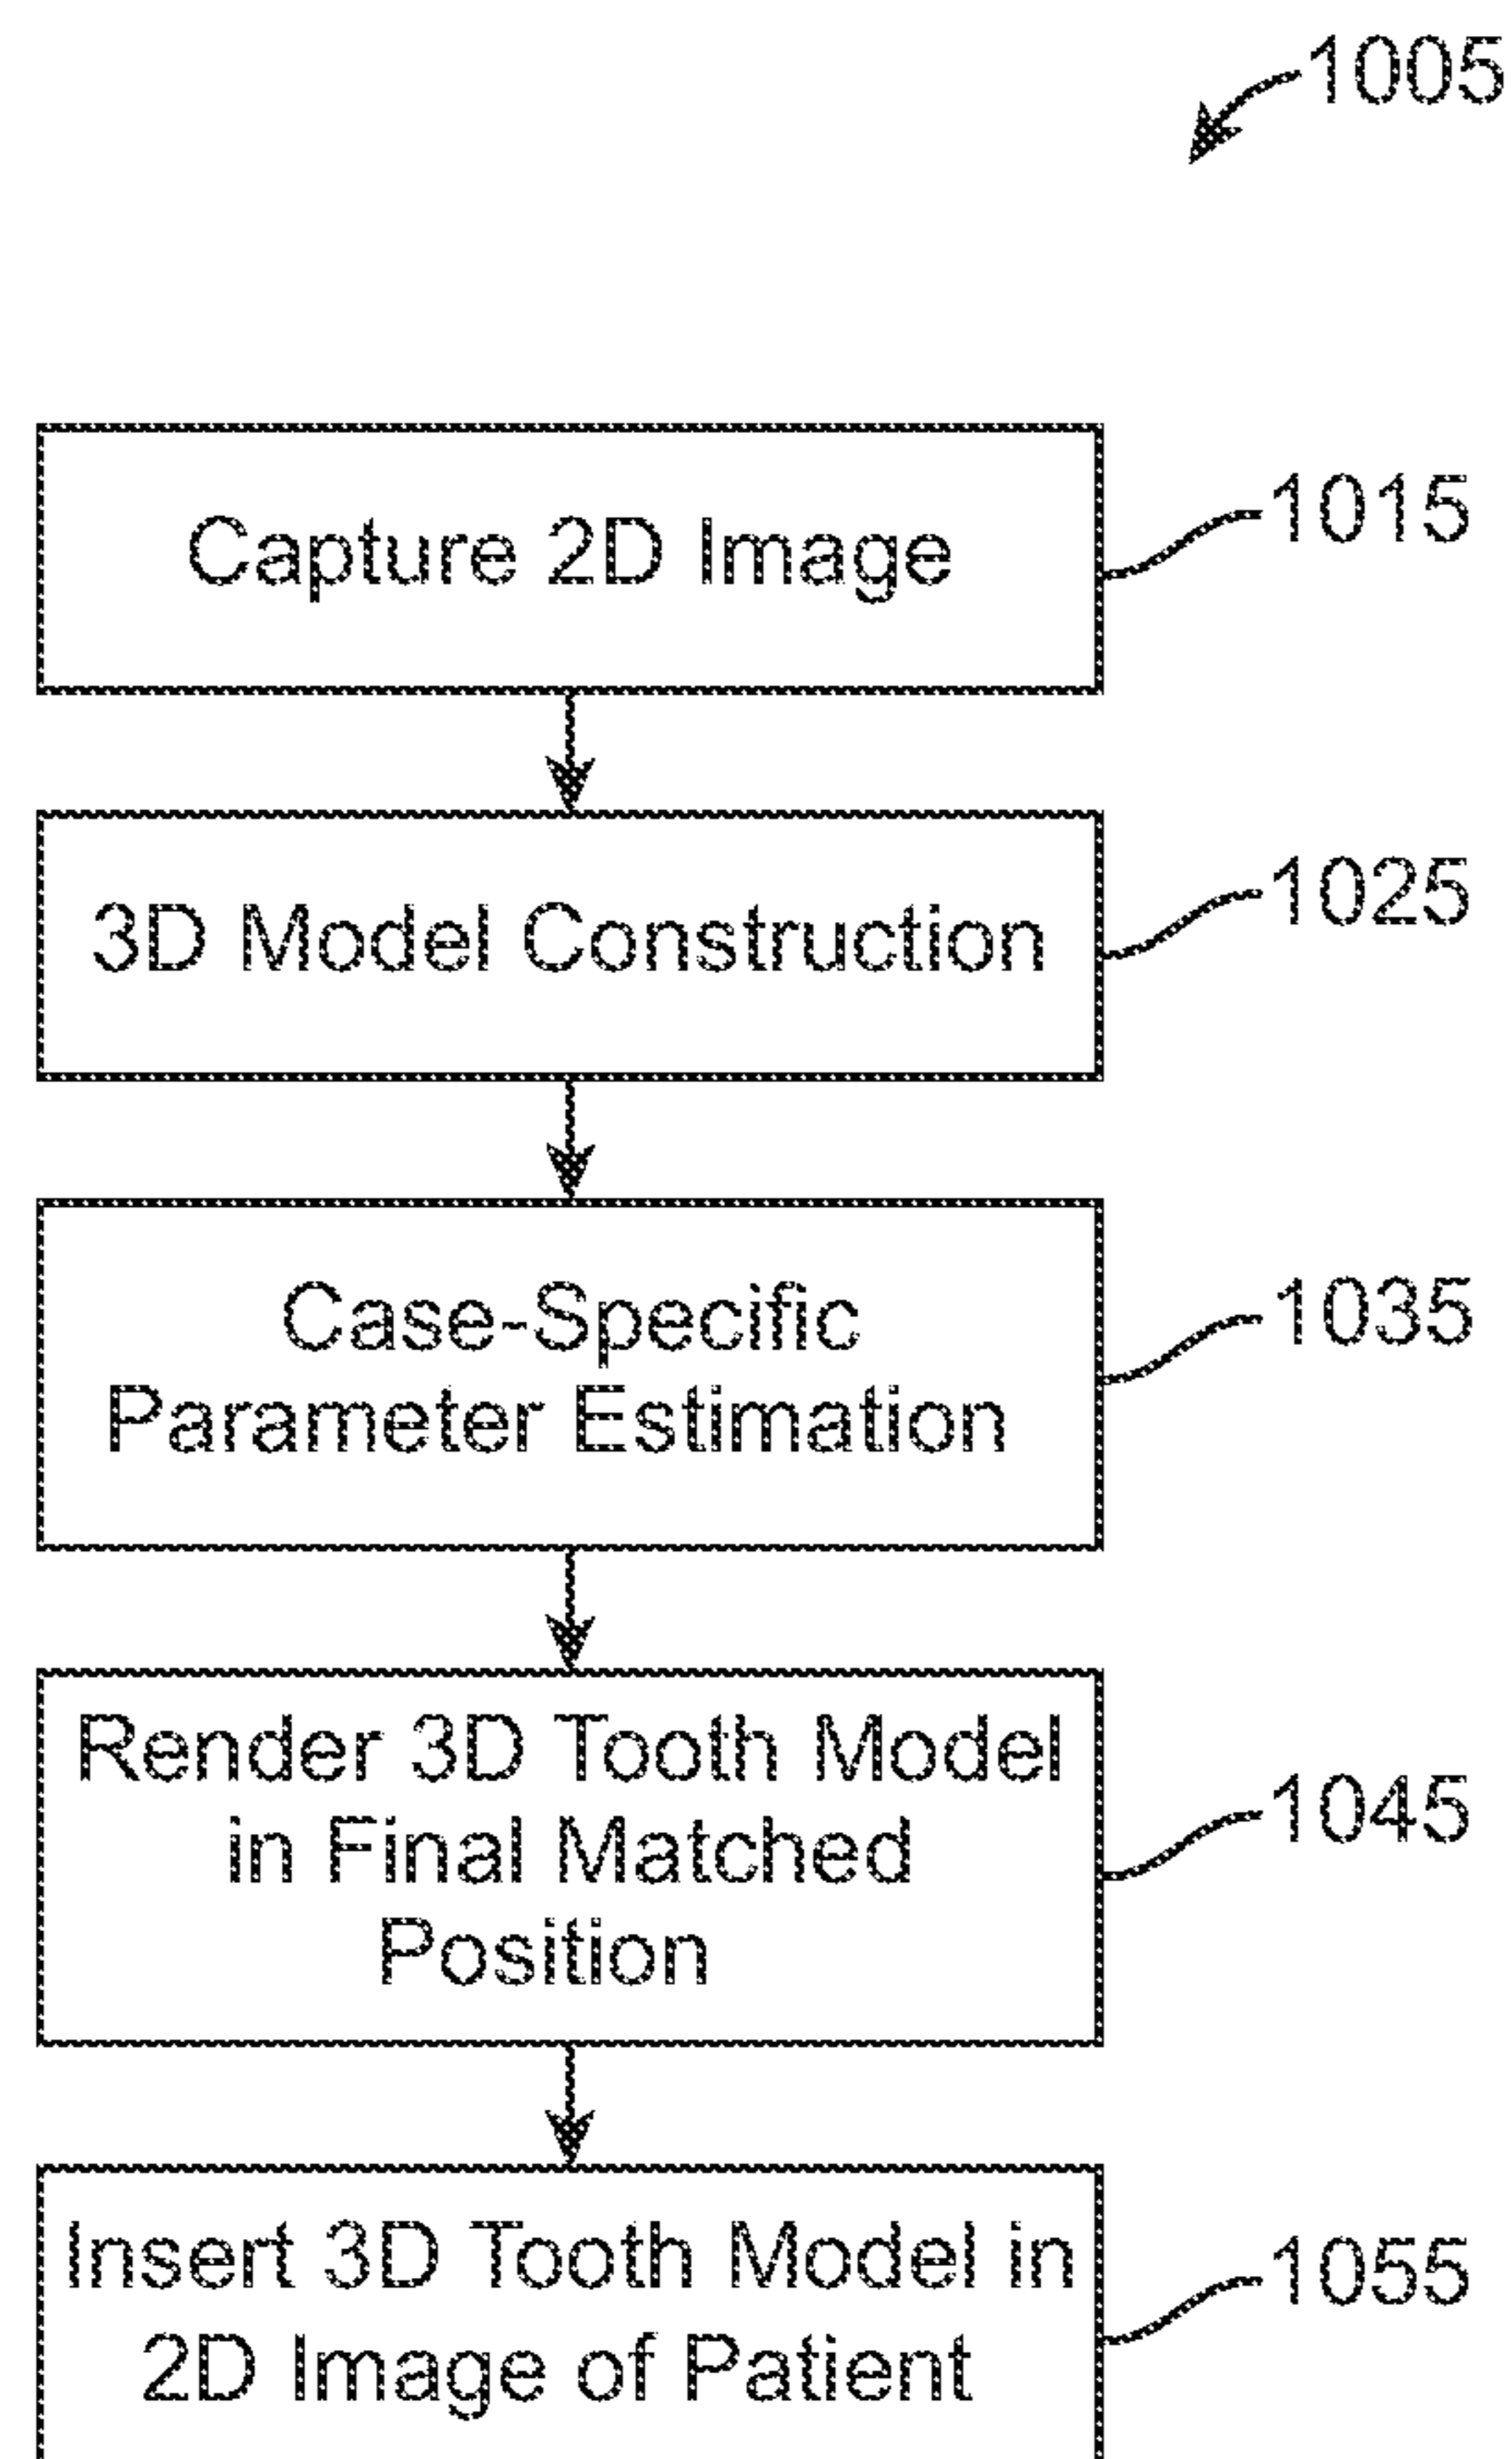 1005
Capture 2D Image
1015
3D Model Construction
1025
Case-Specific
Parameter Estimation
1035
Render 3D Tooth Model
in Final Matched
Position
1045
Insert 3D Tooth Model in
2D Image of Patient
1055